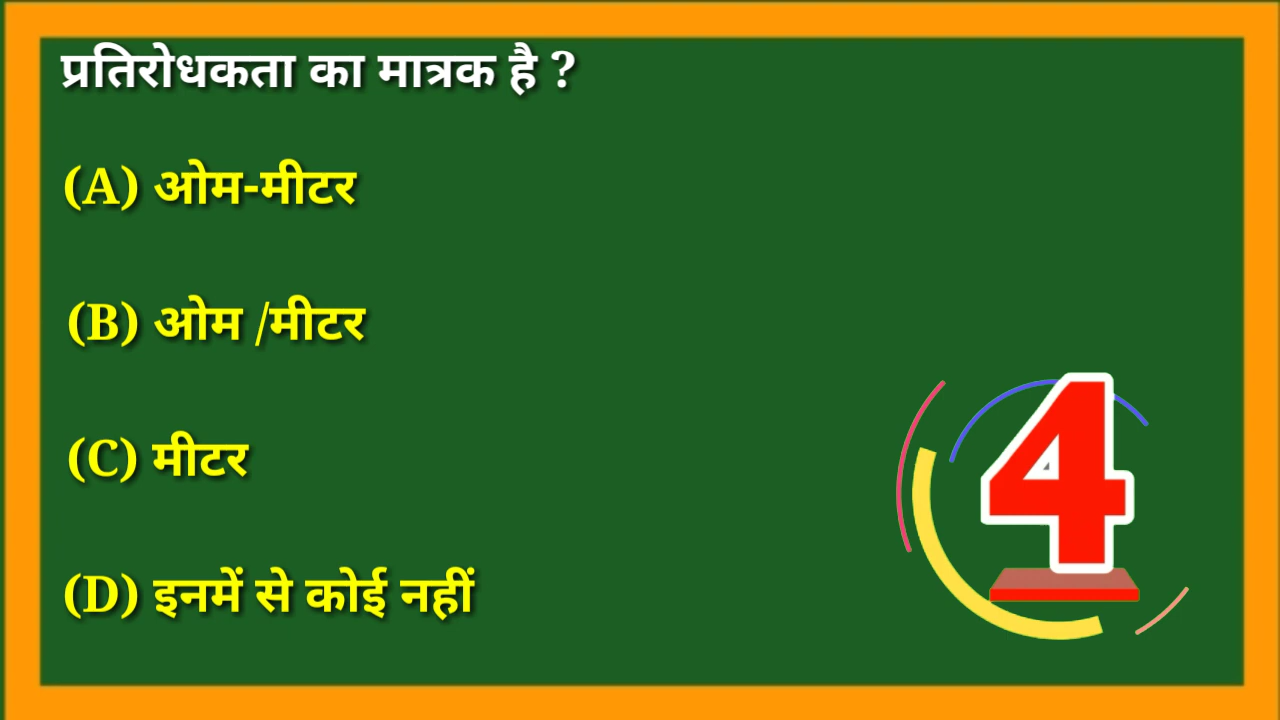 प्रतिरोधकता का मात्रक है ?
(A) ओम-मीटर
(B) ओम /मीटर
(C) मीटर
(D) इनमें से कोई नहीं
4